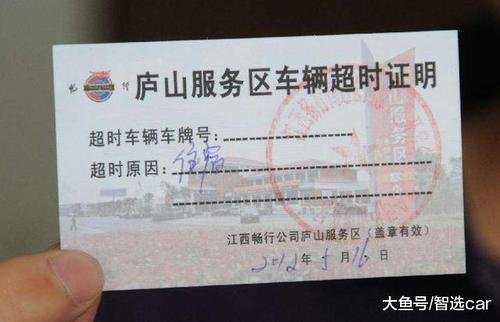 畅 行 庐山服务区车辆超时证明
超时车辆车牌号:
超时原因: 住宿
江西畅行公司庐山服务区(盖章有效)
2012年 5月16日
大鱼号/智选car